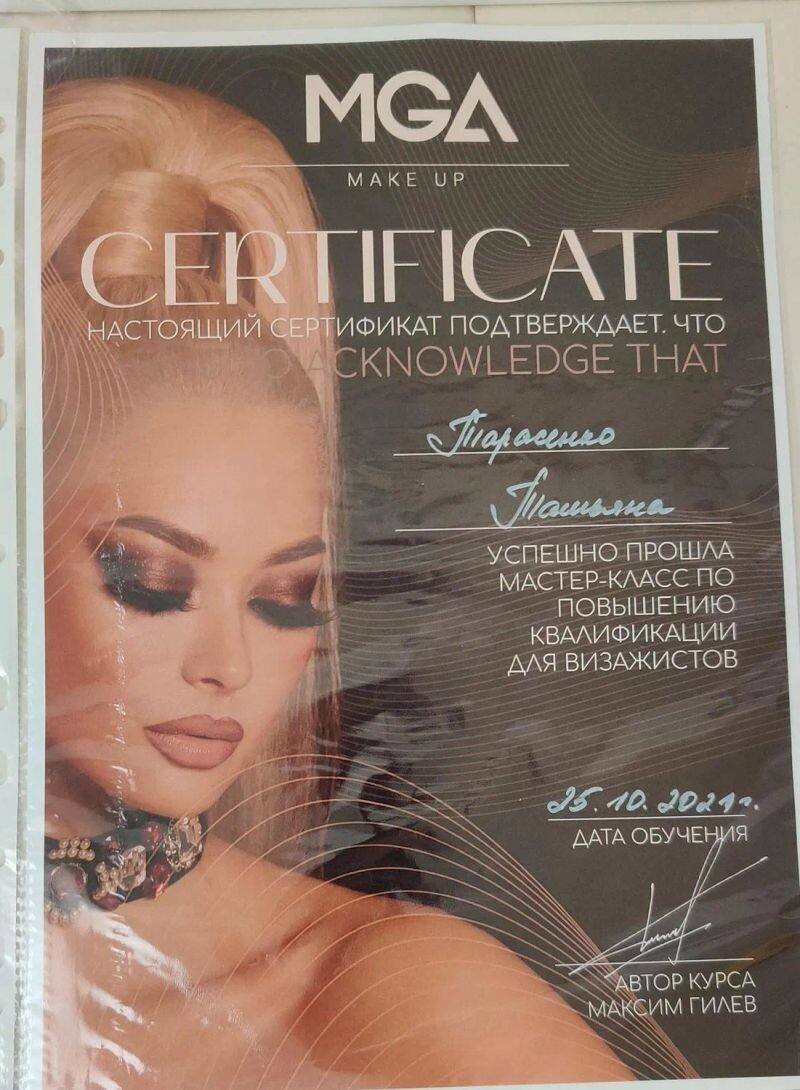 MGA
MAKE UP
CERTIFICATE
НАСТОЯЩИЙ СЕРТИФИКАТ ПОДТВЕРЖДАЕТ, ЧТО
ACKNOWLEDGE THAT
Тарасенко
Татьяна
УСПЕШНО ПРОШЛА
МАСТЕР-КЛАСС ПО
ПОВЫШЕНИЮ
КВАЛИФИКАЦИИ
ДЛЯ ВИЗАЖИСТОВ
25.10.2021г.
ДАТА ОБУЧЕНИЯ
АВТОР КУРСА
МАКСИМ ГИЛЕВ